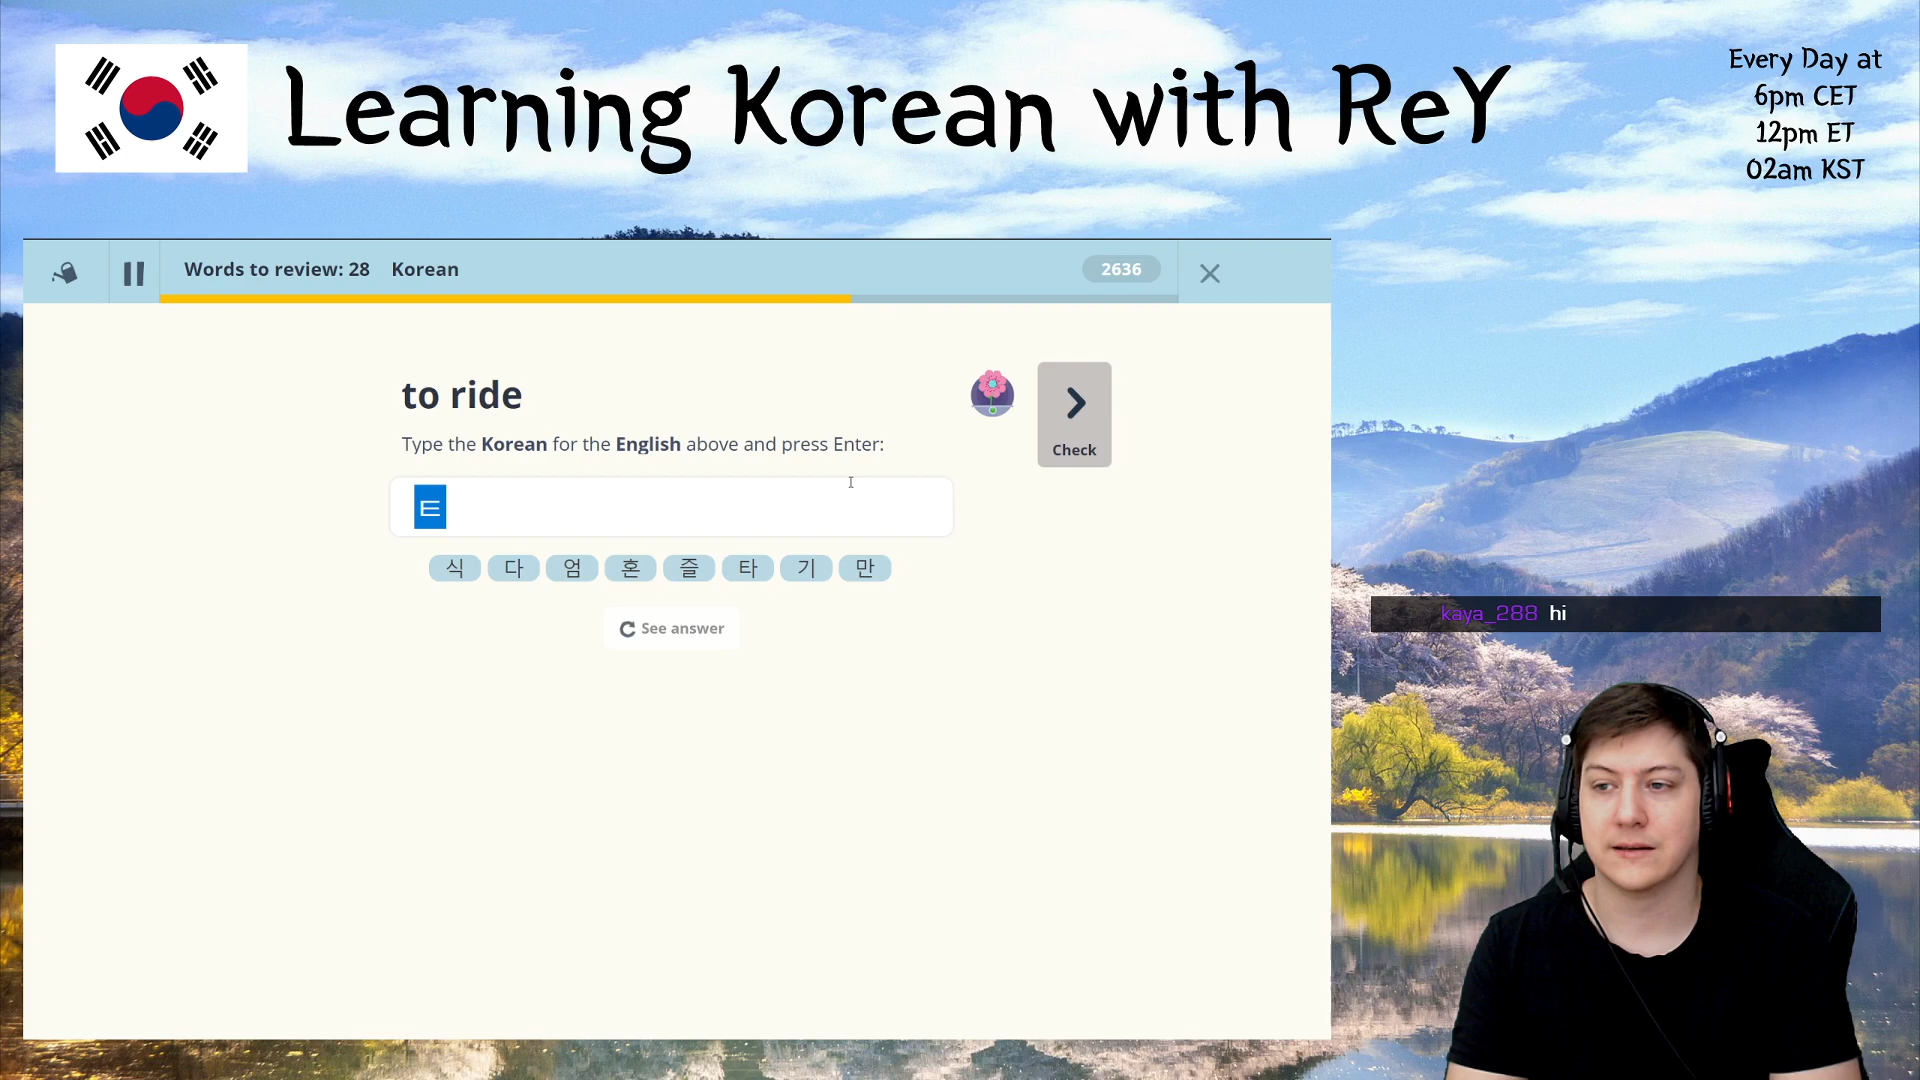 Learning Korean with ReY
Every Day at
6pm CET
12pm ET
02am KST
Words to review: 28 Korean
2636
to ride
Type the Korean for the English above and press Enter:
Check
ㅌ
식 다 엄 혼 즐 타 기 만
See answer
kaya_288 hi